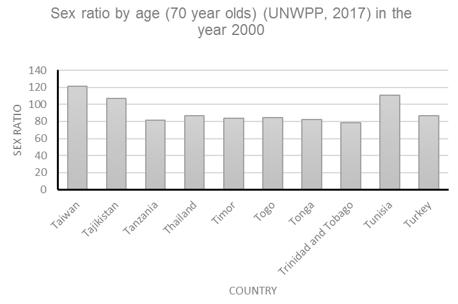 Sex ratio by age (70 year olds) (UNWPP, 2017) in the
year 2000
140
120
100
80
60
40
20
0
SEX RATIO
Taiwan
Tajikistan
Tanzania
Thailand
Timor
Togo
Tonga
Trinidad and Tobago
Tunisia
Turkey
COUNTRY